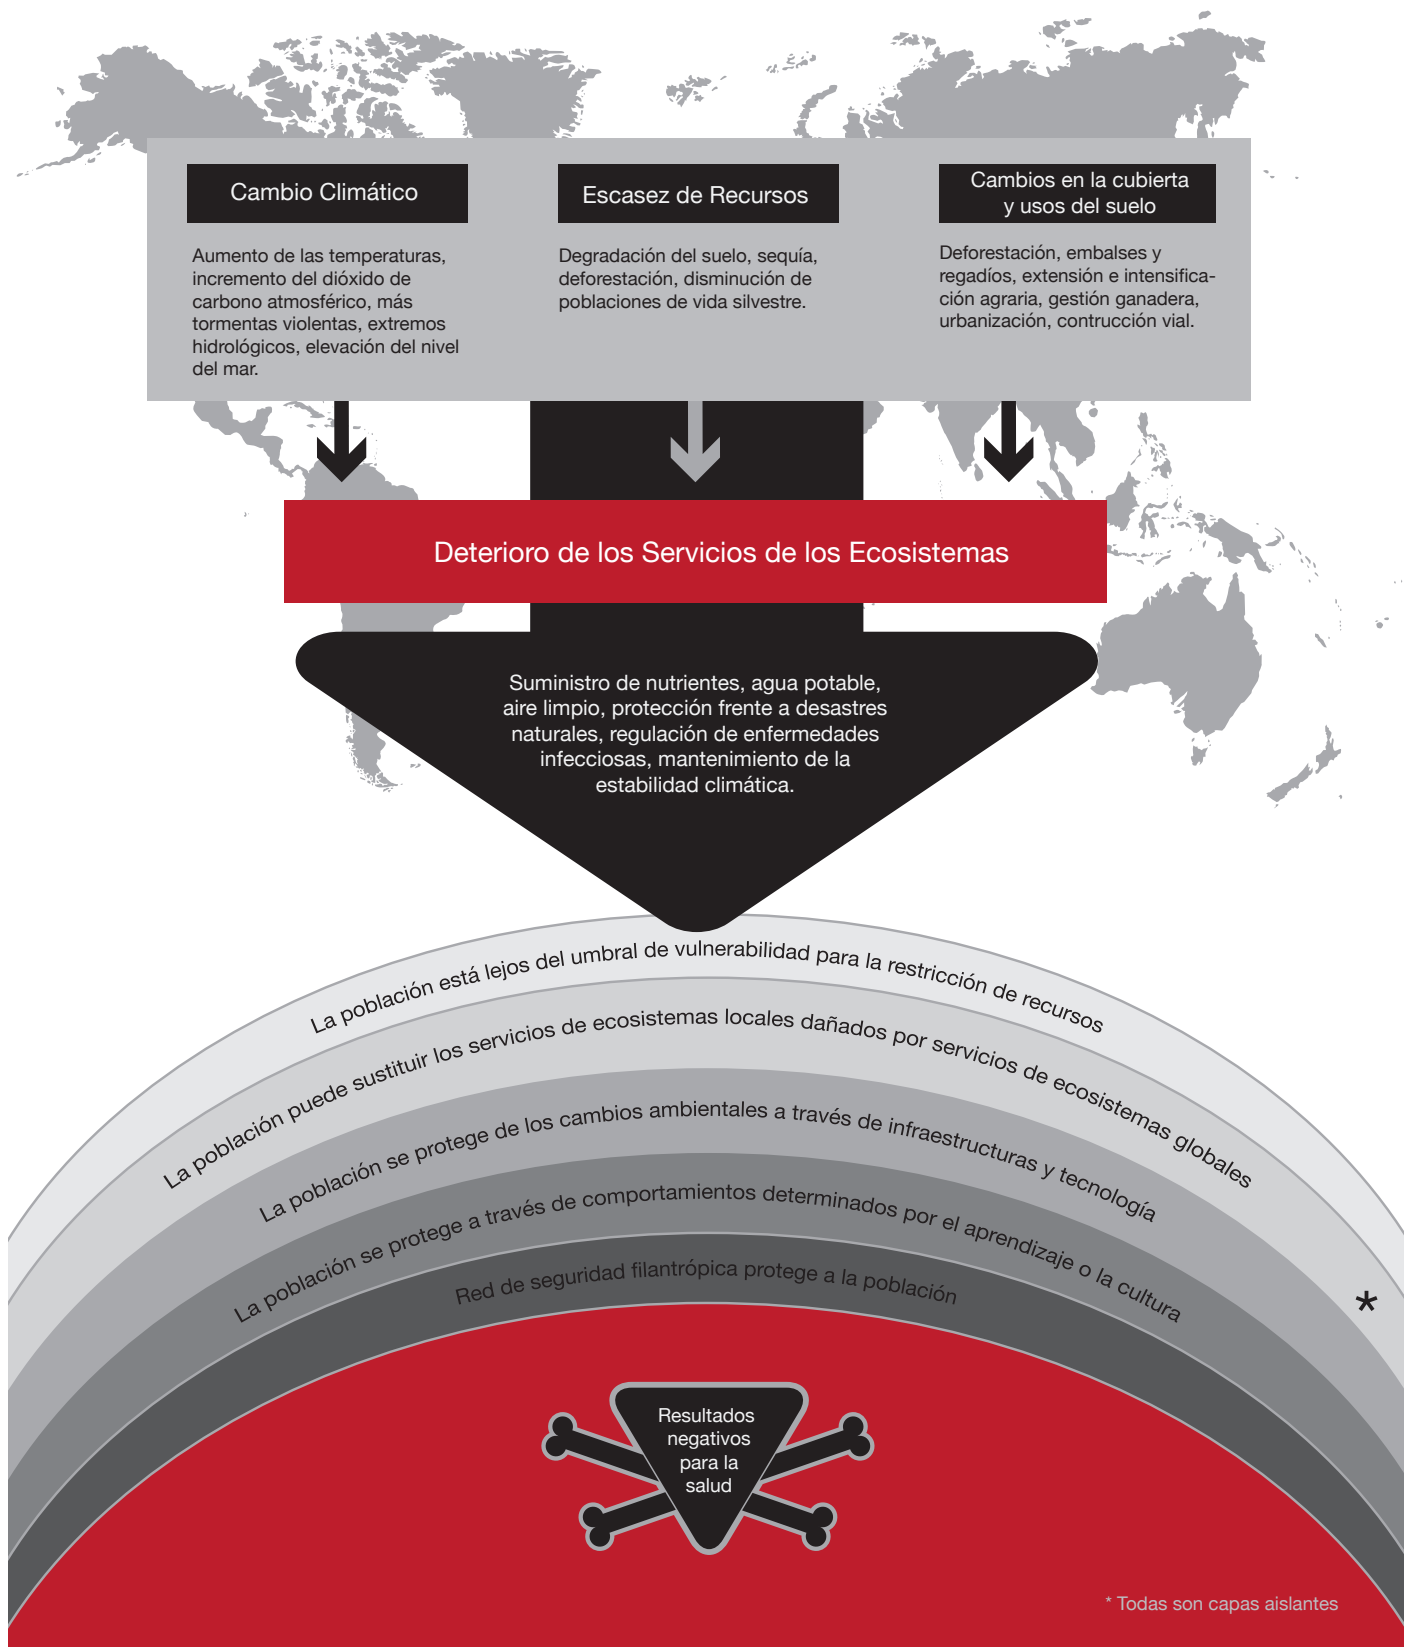 Cambio Climático
Aumento de las temperaturas,
incremento del dióxido de
carbono atmosférico, más
tormentas violentas, extremos
hidrológicos, elevación del nivel
del mar.
Escasez de Recursos
Degradación del suelo, sequía,
deforestación, disminución de
poblaciones de vida silvestre.
Cambios en la cubierta
y usos del suelo
Deforestación, embalses y
regadíos, extensión e intensifica-
ción agraria, gestión ganadera,
urbanización, contrucción vial.
Deterioro de los Servicios de los Ecosistemas
Suministro de nutrientes, agua potable,
aire limpio, protección frente a desastres
naturales, regulación de enfermedades
infecciosas, mantenimiento de la
estabilidad climática.
La población está lejos del umbral de vulnerabilidad para la restricción de recursos
La población puede sustituir los servicios de ecosistemas locales dañados por servicios de ecosistemas globales
La población se protege de los cambios ambientales a través de infraestructuras y tecnología
La población se protege a través de comportamientos determinados por el aprendizaje o la cultura
Red de seguridad filantrópica protege a la población
*
Resultados
negativos
para la
salud
* Todas son capas aislantes